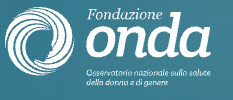 Fondazione
onda
Osservatorio nazionale sulla salute
della donna e di genere